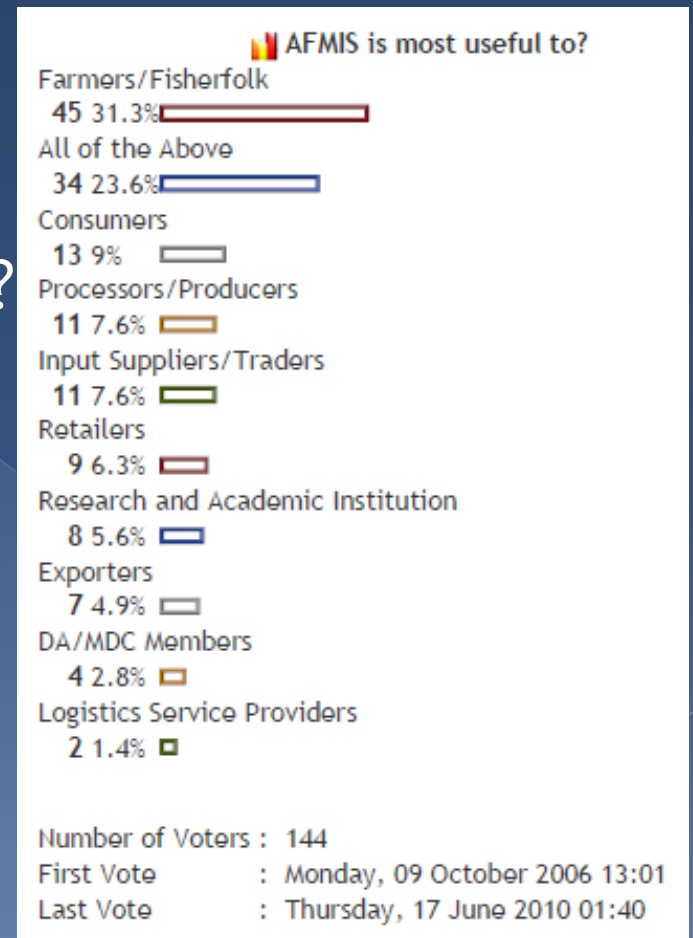 AFMIS is most useful to?
Farmers/Fisherfolk
45 31.3%
All of the Above
34 23.6%
Consumers
13 9%
?
Processors/Producers
11 7.6%
Input Suppliers/Traders
11 7.6%
Retailers
9 6.3%
Research and Academic Institution
8 5.6%
Exporters
7 4.9%
DA/MDC Members
4 2.8%
Logistics Service Providers
2 1.4%
Number of Voters : 144
First Vote : Monday, 09 October 2006 13:01
Last Vote : Thursday, 17 June 2010 01:40